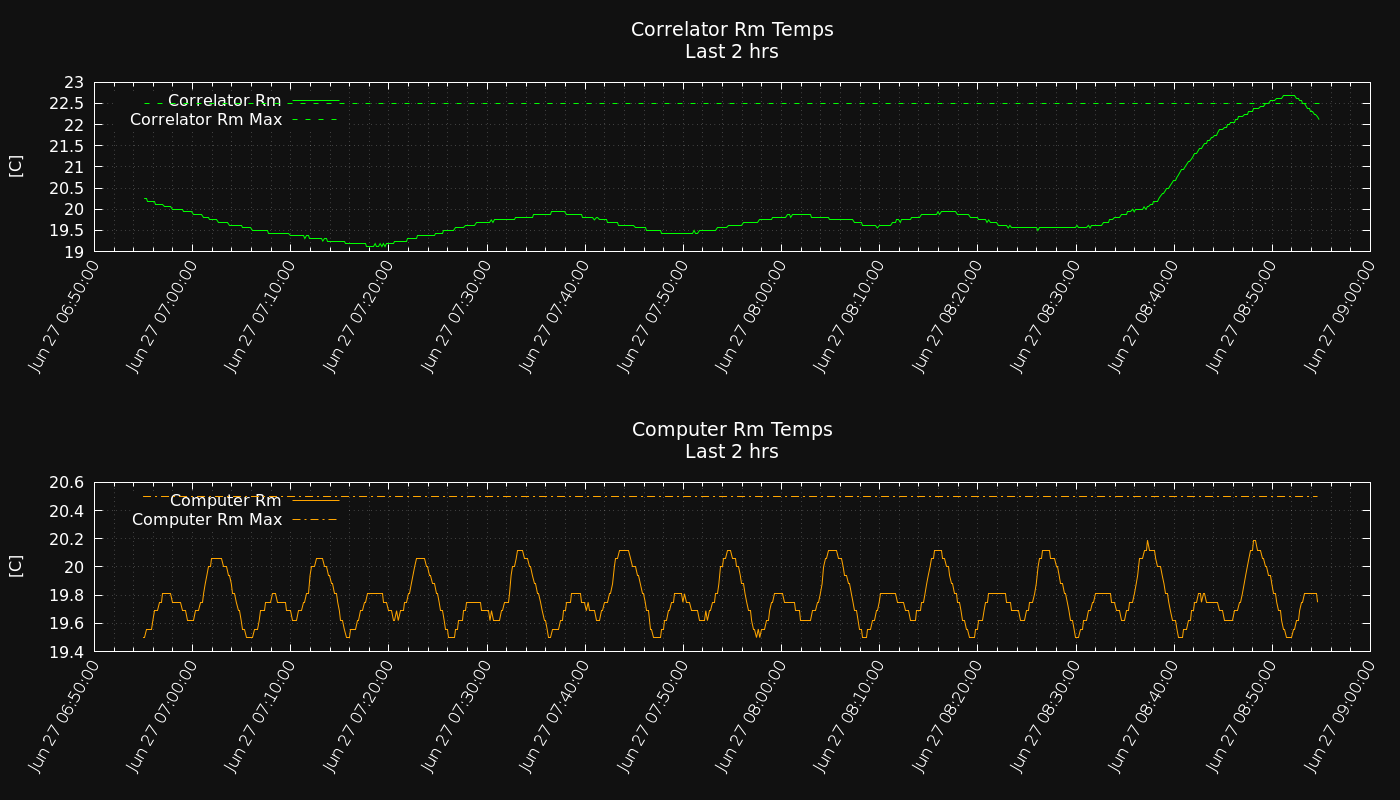 Correlator Rm Temps
Last 2 hrs
23
22.5
22
21.5
21
20.5
20
19.5
19
[C]
Correlator Rm
Correlator Rm Max
Jun 27 06:50:00
Jun 27 07:00:00
Jun 27 07:10:00
Jun 27 07:20:00
Jun 27 07:30:00
Jun 27 07:40:00
Jun 27 07:50:00
Jun 27 08:00:00
Jun 27 08:10:00
Jun 27 08:20:00
Jun 27 08:30:00
Jun 27 08:40:00
Jun 27 08:50:00
Jun 27 09:00:00
Computer Rm Temps
Last 2 hrs
20.6
20.4
20.2
20
19.8
19.6
19.4
[C]
Computer Rm
Computer Rm Max
Jun 27 06:50:00
Jun 27 07:00:00
Jun 27 07:10:00
Jun 27 07:20:00
Jun 27 07:30:00
Jun 27 07:40:00
Jun 27 07:50:00
Jun 27 08:00:00
Jun 27 08:10:00
Jun 27 08:20:00
Jun 27 08:30:00
Jun 27 08:40:00
Jun 27 08:50:00
Jun 27 09:00:00